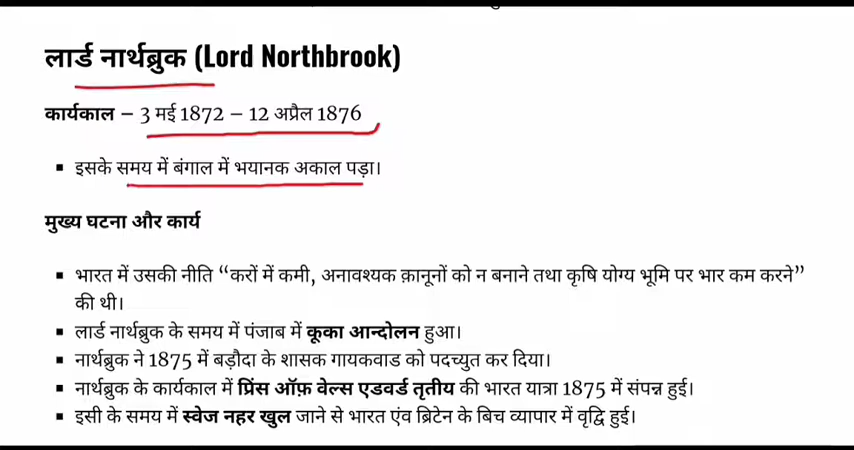 लार्ड नार्थब्रुक (Lord Northbrook)
कार्यकाल – 3 मई 1872 – 12 अप्रैल 1876
▪ इसके समय में बंगाल में भयानक अकाल पड़ा।
मुख्य घटना और कार्य
▪ भारत में उसकी नीति “करों में कमी, अनावश्यक क़ानूनों को न बनाने तथा कृषि योग्य भूमि पर भार कम करने”
की थी।
▪ लार्ड नार्थब्रुक के समय में पंजाब में कूका आन्दोलन हुआ।
▪ नार्थब्रुक ने 1875 में बड़ौदा के शासक गायकवाड को पदच्युत कर दिया।
▪ नार्थब्रुक के कार्यकाल में प्रिंस ऑफ़ वेल्स एडवर्ड तृतीय की भारत यात्रा 1875 में संपन्न हुई।
▪ इसी के समय में स्वेज नहर खुल जाने से भारत एंव ब्रिटेन के बिच व्यापार में वृद्वि हुई।